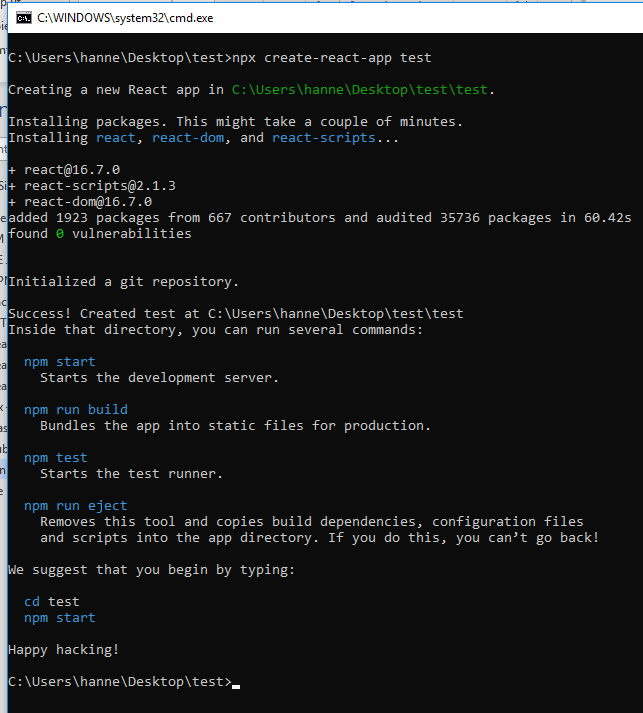 C:\WINDOWS\system32\cmd.exe
C:\Users\hanne\Desktop\test>npx create-react-app test
Creating a new React app in C:\Users\hanne\Desktop\test\test.
Installing packages. This might take a couple of minutes.
Installing react, react-dom, and react-scripts...
+ react@16.7.0
+ react-scripts@2.1.3
+ react-dom@16.7.0
added 1923 packages from 667 contributors and audited 35736 packages in 60.42s
found 0 vulnerabilities
Initialized a git repository.
Success! Created test at C:\Users\hanne\Desktop\test\test
Inside that directory, you can run several commands:
npm start
Starts the development server.
npm run build
Bundles the app into static files for production.
npm test
Starts the test runner.
npm run eject
Removes this tool and copies build dependencies, configuration files
and scripts into the app directory. If you do this, you can’t go back!
We suggest that you begin by typing:
cd test
npm start
Happy hacking!
C:\Users\hanne\Desktop\test>